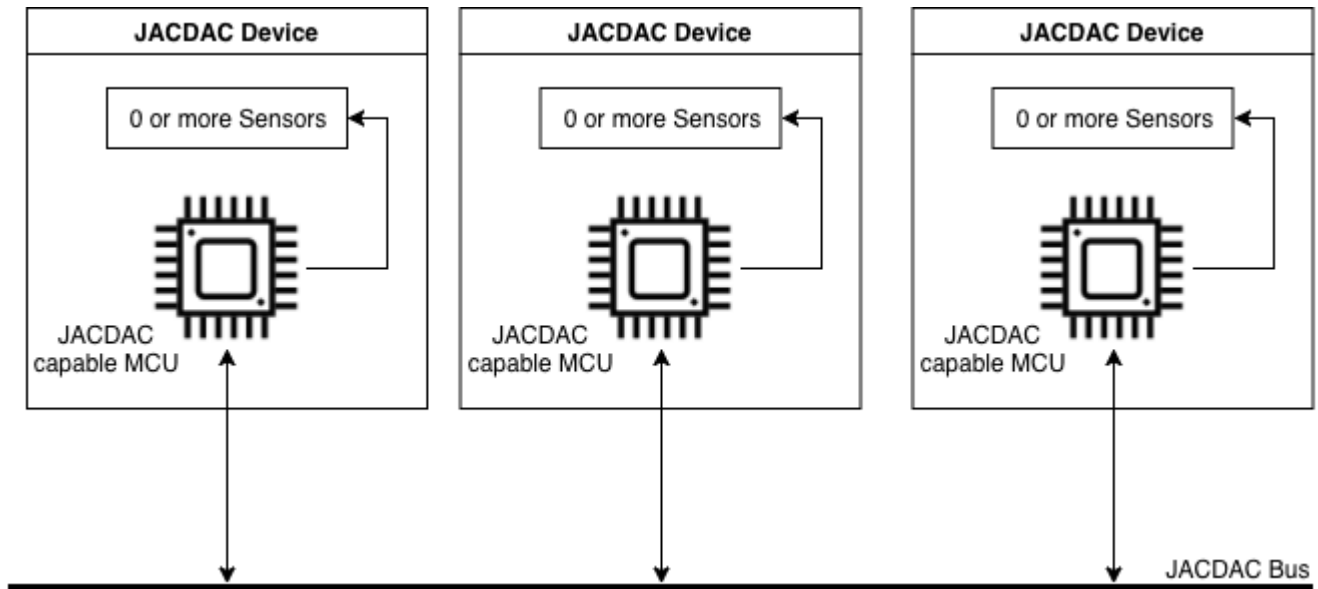 JACDAC Device
JACDAC Device
JACDAC Device
0 or more Sensors
0 or more Sensors
0 or more Sensors
JACDAC
capable MCU
JACDAC
capable MCU
JACDAC
capable MCU
JACDAC Bus